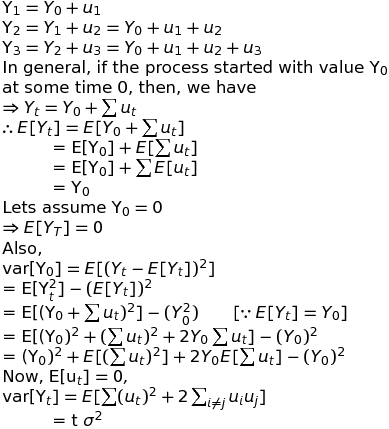 Y₁ = Y₀ + u₁
Y₂ = Y₁ + u₂ = Y₀ + u₁ + u₂
Y₃ = Y₂ + u₃ = Y₀ + u₁ + u₂ + u₃
In general, if the process started with value Y₀
at some time 0, then, we have
⇒ Yₜ = Y₀ + ∑ uₜ
∴ E[Yₜ] = E[Y₀ + ∑ uₜ]
= E[Y₀] + E[∑ uₜ]
= E[Y₀] + ∑ E[uₜ]
= Y₀
Lets assume Y₀ = 0
⇒ E[Y_T] = 0
Also,
var[Y₀] = E[(Yₜ − E[Yₜ])²]
= E[Yₜ²] − (E[Yₜ])²
= E[(Y₀ + ∑ uₜ)²] − (Y₀²) [∵ E[Yₜ] = Y₀]
= E[(Y₀)² + (∑ uₜ)² + 2Y₀ ∑ uₜ] − (Y₀)²
= (Y₀)² + E[(∑ uₜ)²] + 2Y₀E[∑ uₜ] − (Y₀)²
Now, E[uₜ] = 0,
var[Yₜ] = E[∑(uₜ)² + 2 ∑_{i≠j} uᵢuⱼ]
= t σ²